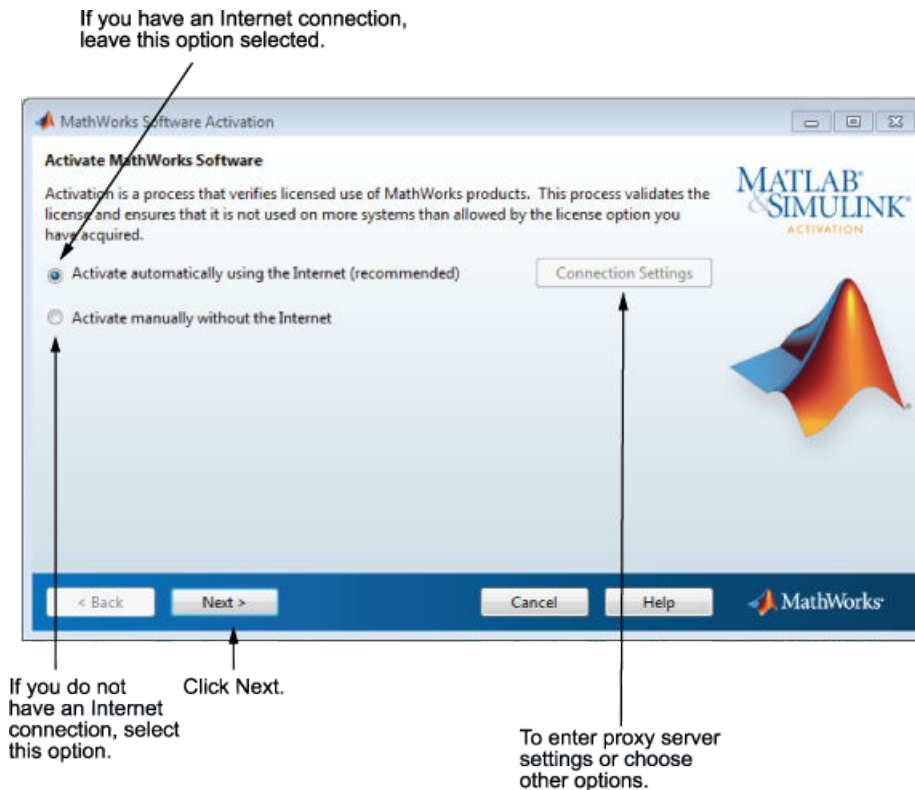 If you have an Internet connection,
leave this option selected.
MathWorks Software Activation
Activate MathWorks Software
Activation is a process that verifies licensed use of MathWorks products. This process validates the
license and ensures that it is not used on more systems than allowed by the license option you
have acquired.
MATLAB®
&SIMULINK®
ACTIVATION
Activate automatically using the Internet (recommended)
Connection Settings
Activate manually without the Internet
®
< Back
Next >
Cancel
Help
MathWorks®
If you do not
have an Internet
connection, select
this option.
Click Next.
To enter proxy server
settings or choose
other options.